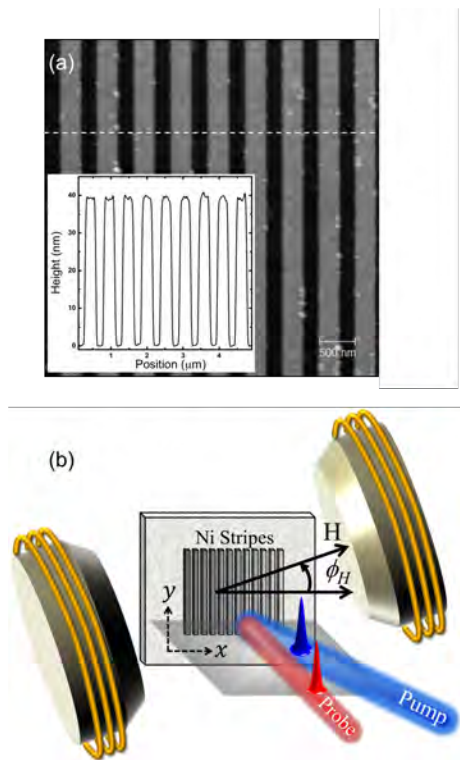 (a)
40
30
20
10
0
Height (nm)
1 2 3 4
Position (μm)
500 nm
(b)
Ni Stripes
H
ϕ_H
y
x
Probe
Pump